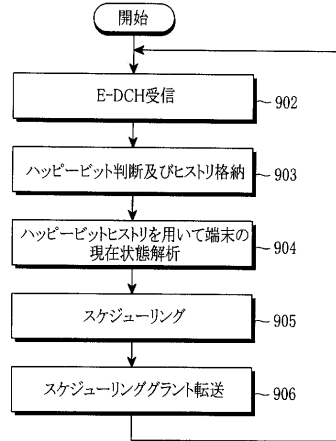 開始
E-DCH受信
902
ハッピービット判断及びヒストリ格納
903
ハッピービットヒストリを用いて端末の
現在状態解析
904
スケジューリング
905
スケジューリンググラント転送
906